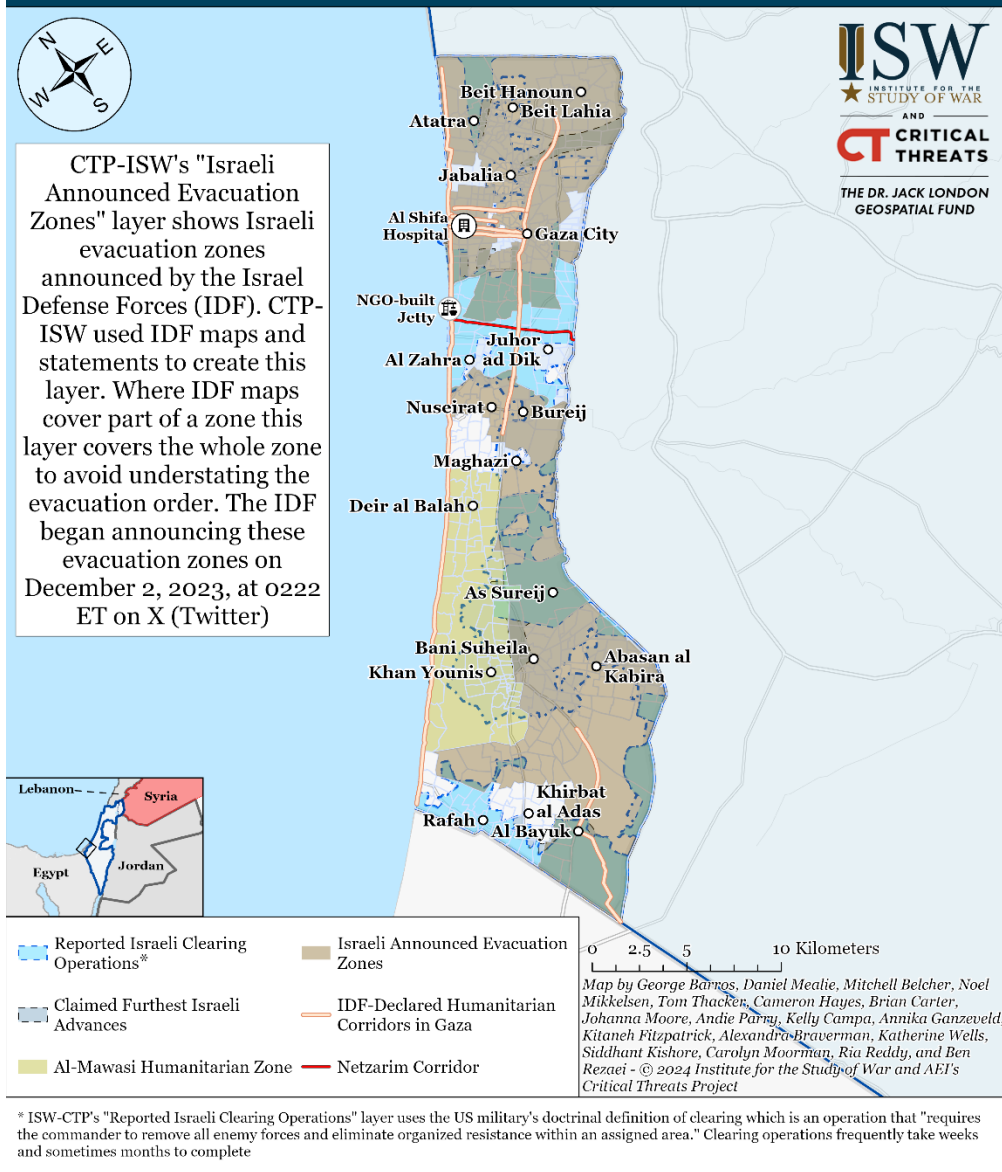 N
E
W
S
ISW
INSTITUTE FOR THE
STUDY OF WAR
AND
CT CRITICAL
THREATS
THE DR. JACK LONDON
GEOSPATIAL FUND
CTP-ISW's "Israeli
Announced Evacuation
Zones" layer shows Israeli
evacuation zones
announced by the Israel
Defense Forces (IDF). CTP-
ISW used IDF maps and
statements to create this
layer. Where IDF maps
cover part of a zone this
layer covers the whole zone
to avoid understating the
evacuation order. The IDF
began announcing these
evacuation zones on
December 2, 2023, at 0222
ET on X (Twitter)
Beit Hanoun
Beit Lahia
Atatra
Jabalia
Al Shifa
Hospital
Gaza City
NGO-built
Jetty
Juhor
ad Dik
Al Zahra
Nuseirat
Bureij
Maghazi
Deir al Balah
As Sureij
Bani Suheila
Abasan al
Kabira
Khan Younis
Khirbat
al Adas
Rafah
Al Bayuk
Lebanon
Syria
Egypt
Jordan
Reported Israeli Clearing
Operations*
Claimed Furthest Israeli
Advances
Al-Mawasi Humanitarian Zone
Israeli Announced Evacuation
Zones
IDF-Declared Humanitarian
Corridors in Gaza
Netzarim Corridor
0 2.5 5 10 Kilometers
Map by George Barros, Daniel Mealie, Mitchell Belcher, Noel
Mikkelsen, Tom Thacker, Cameron Hayes, Brian Carter,
Johanna Moore, Andie Parry, Kelly Campa, Annika Ganzeveld,
Kitaneh Fitzpatrick, Alexandra Braverman, Katherine Wells,
Siddhant Kishore, Carolyn Moorman, Ria Reddy, and Ben
Rezaei - © 2024 Institute for the Study of War and AEI's
Critical Threats Project
* ISW-CTP's "Reported Israeli Clearing Operations" layer uses the US military's doctrinal definition of clearing which is an operation that "requires
the commander to remove all enemy forces and eliminate organized resistance within an assigned area." Clearing operations frequently take weeks
and sometimes months to complete